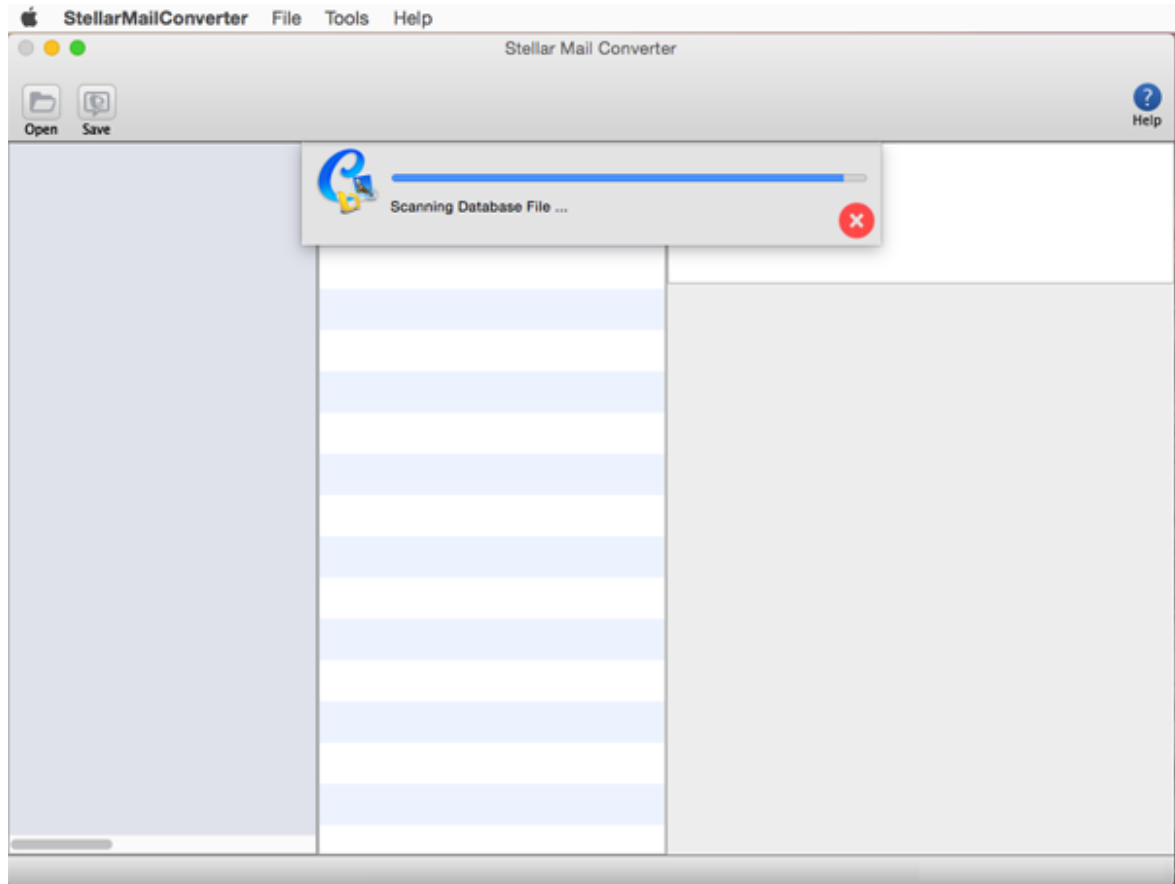 StellarMailConverter File Tools Help
Stellar Mail Converter
Open Save
Help
Scanning Database File ...